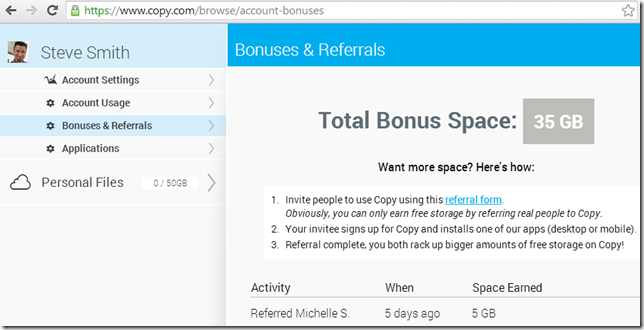 https://www.copy.com/browse/account-bonuses
Steve Smith
Account Settings
Account Usage
Bonuses & Referrals
Applications
Personal Files
0 / 50GB
Bonuses & Referrals
Total Bonus Space: 35 GB
Want more space? Here's how:
1. Invite people to use Copy using this referral form.
Obviously, you can only earn free storage by referring real people to Copy.
2. Your invitee signs up for Copy and installs one of our apps (desktop or mobile).
3. Referral complete, you both rack up bigger amounts of free storage on Copy!
Activity When Space Earned
Referred Michelle S. 5 days ago 5 GB